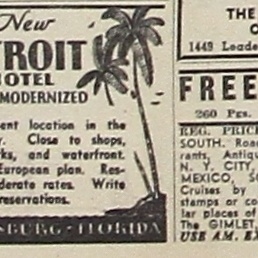 New
TROIT
HOTEL
MODERNIZED
ent location in the
Close to shops,
and waterfront.
European plan. Res-
derate rates. Write
reservations.
SBURG · FLORIDA
THE
1449 Leade
FREE
260 Pgs.
REG. PRIC
SOUTH. Road
rants, Antiqu
N. Y. CITY,
MEXICO, S
Cruises by
stamps or co
lar places of
The GIMLET,
USE AM. EX